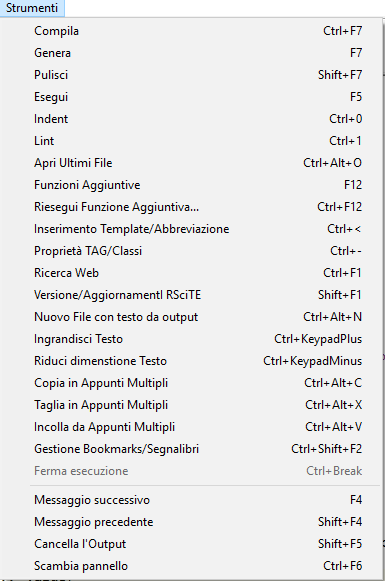 Strumenti
Compila Ctrl+F7
Genera F7
Pulisci Shift+F7
Esegui F5
Indent Ctrl+0
Lint Ctrl+1
Apri Ultimi File Ctrl+Alt+O
Funzioni Aggiuntive F12
Riesegui Funzione Aggiuntiva... Ctrl+F12
Inserimento Template/Abbreviazione Ctrl+<
Proprietà TAG/Classi Ctrl+-
Ricerca Web Ctrl+F1
Versione/AggiornamentI RSciTE Shift+F1
Nuovo File con testo da output Ctrl+Alt+N
Ingrandisci Testo Ctrl+KeypadPlus
Riduci dimenstione Testo Ctrl+KeypadMinus
Copia in Appunti Multipli Ctrl+Alt+C
Taglia in Appunti Multipli Ctrl+Alt+X
Incolla da Appunti Multipli Ctrl+Alt+V
Gestione Bookmarks/Segnalibri Ctrl+Shift+F2
Ferma esecuzione Ctrl+Break
Messaggio successivo F4
Messaggio precedente Shift+F4
Cancella l'Output Shift+F5
Scambia pannello Ctrl+F6